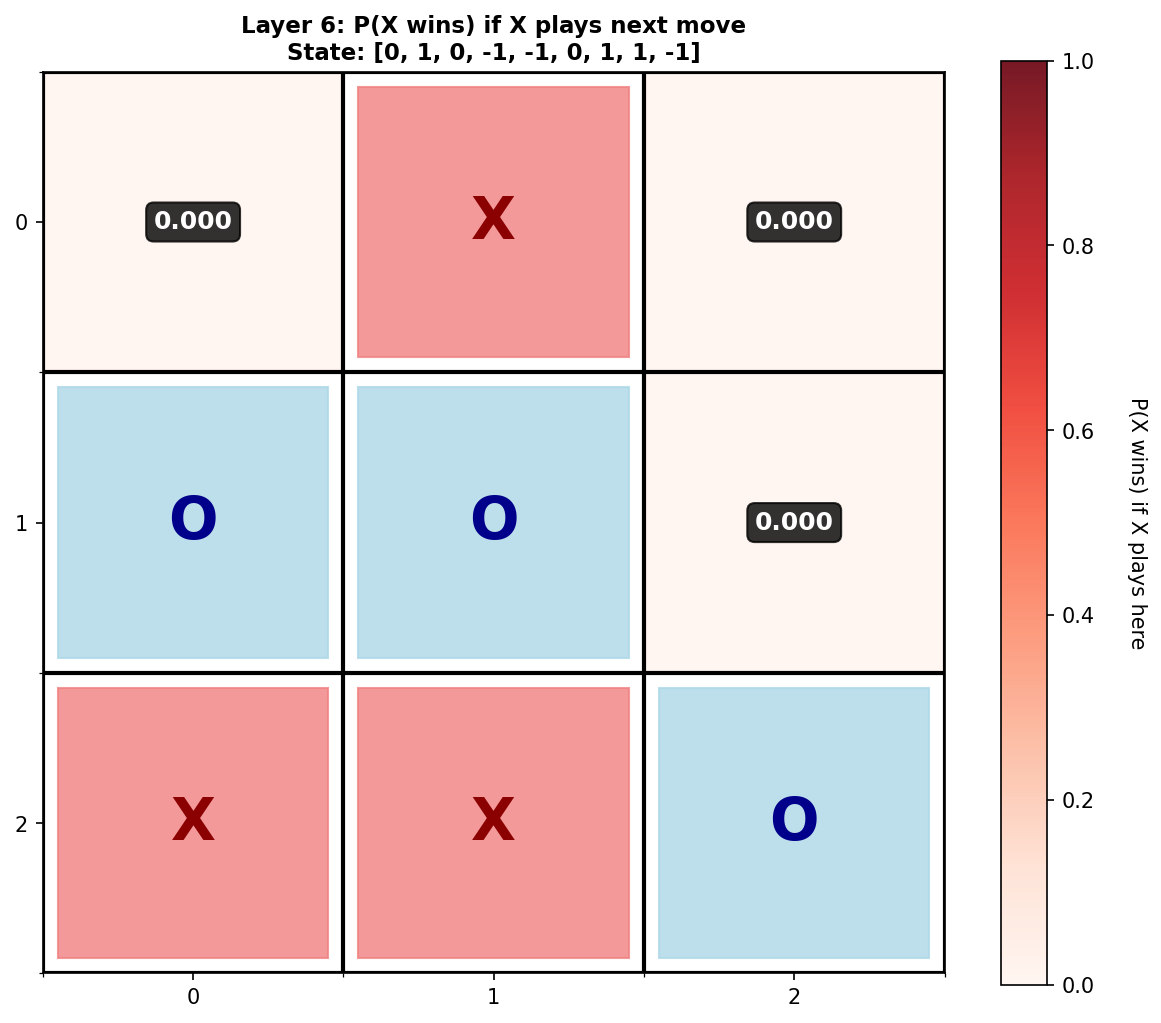 Layer 6: P(X wins) if X plays next move
State: [0, 1, 0, -1, -1, 0, 1, 1, -1]
0.000 X 0.000
O O 0.000
X X O
0
1
2
0 1 2
1.0
0.8
0.6
0.4
0.2
0.0
P(X wins) if X plays here